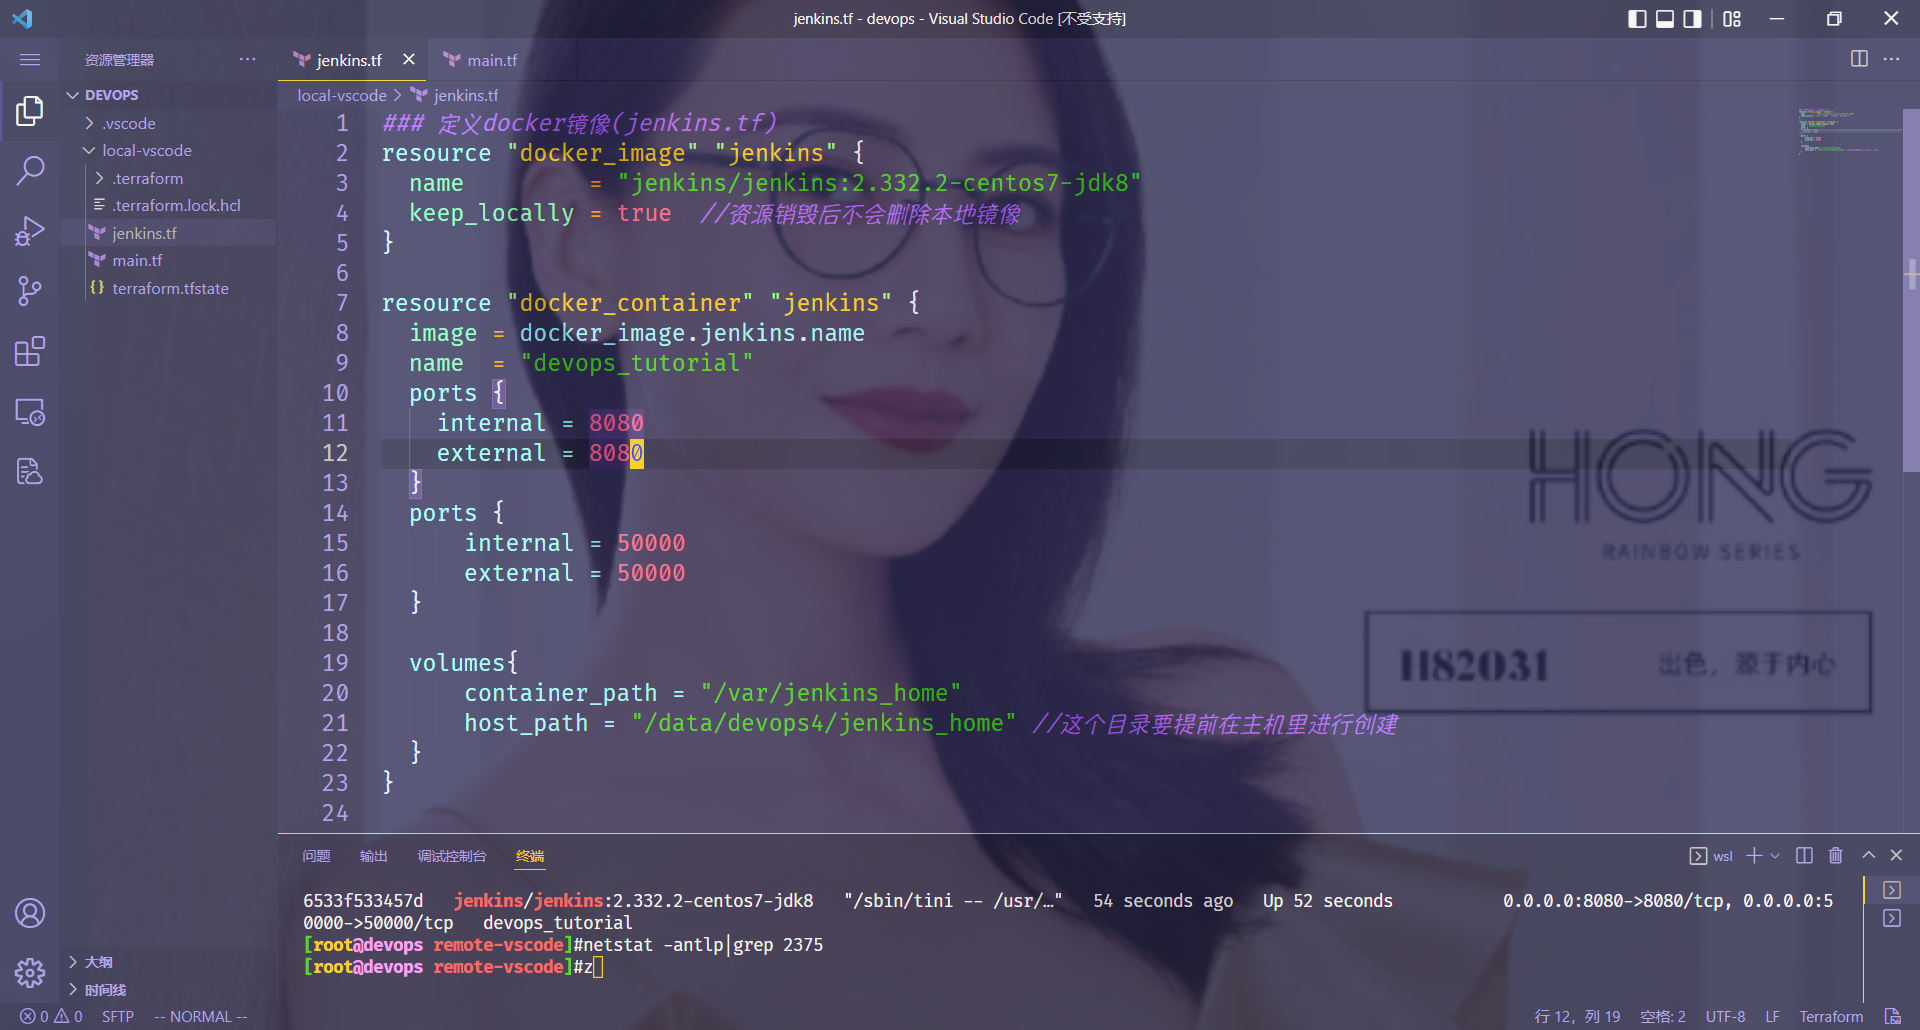 jenkins.tf - devops - Visual Studio Code [不受支持]
资源管理器
jenkins.tf
main.tf
DEVOPS
.vscode
local-vscode
.terraform
.terraform.lock.hcl
jenkins.tf
main.tf
terraform.tfstate
大纲
时间线
local-vscode > jenkins.tf
1 ### 定义docker镜像(jenkins.tf)
2 resource "docker_image" "jenkins" {
3   name         = "jenkins/jenkins:2.332.2-centos7-jdk8"
4   keep_locally = true  //资源销毁后不会删除本地镜像
5 }
6
7 resource "docker_container" "jenkins" {
8   image = docker_image.jenkins.name
9   name  = "devops_tutorial"
10   ports {
11     internal = 8080
12     external = 8080
13   }
14   ports {
15       internal = 50000
16       external = 50000
17   }
18
19   volumes{
20       container_path = "/var/jenkins_home"
21       host_path = "/data/devops4/jenkins_home" //这个目录要提前在主机里进行创建
22   }
23 }
24
HONG
RAINBOW SERIES
H82031 出色，源于内心
问题 输出 调试控制台 终端
wsl
6533f533457d   jenkins/jenkins:2.332.2-centos7-jdk8   "/sbin/tini -- /usr/…"   54 seconds ago   Up 52 seconds           0.0.0.0:8080->8080/tcp, 0.0.0.0:5
0000->50000/tcp   devops_tutorial
[root@devops remote-vscode]#netstat -antlp|grep 2375
[root@devops remote-vscode]#z
0 0 SFTP -- NORMAL --
行 12，列 19 空格: 2 UTF-8 LF Terraform